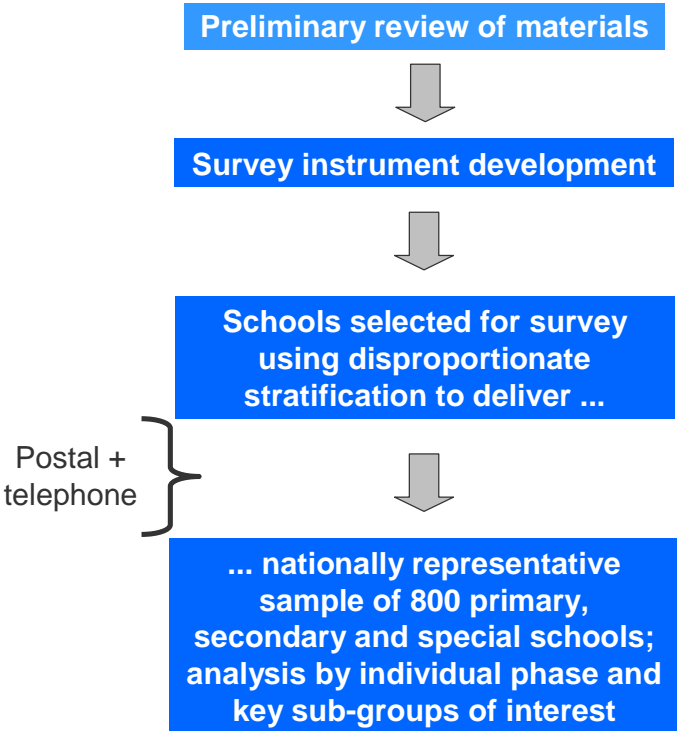 Preliminary review of materials
Survey instrument development
Schools selected for survey
using disproportionate
stratification to deliver ...
Postal +
telephone
... nationally representative
sample of 800 primary,
secondary and special schools;
analysis by individual phase and
key sub-groups of interest